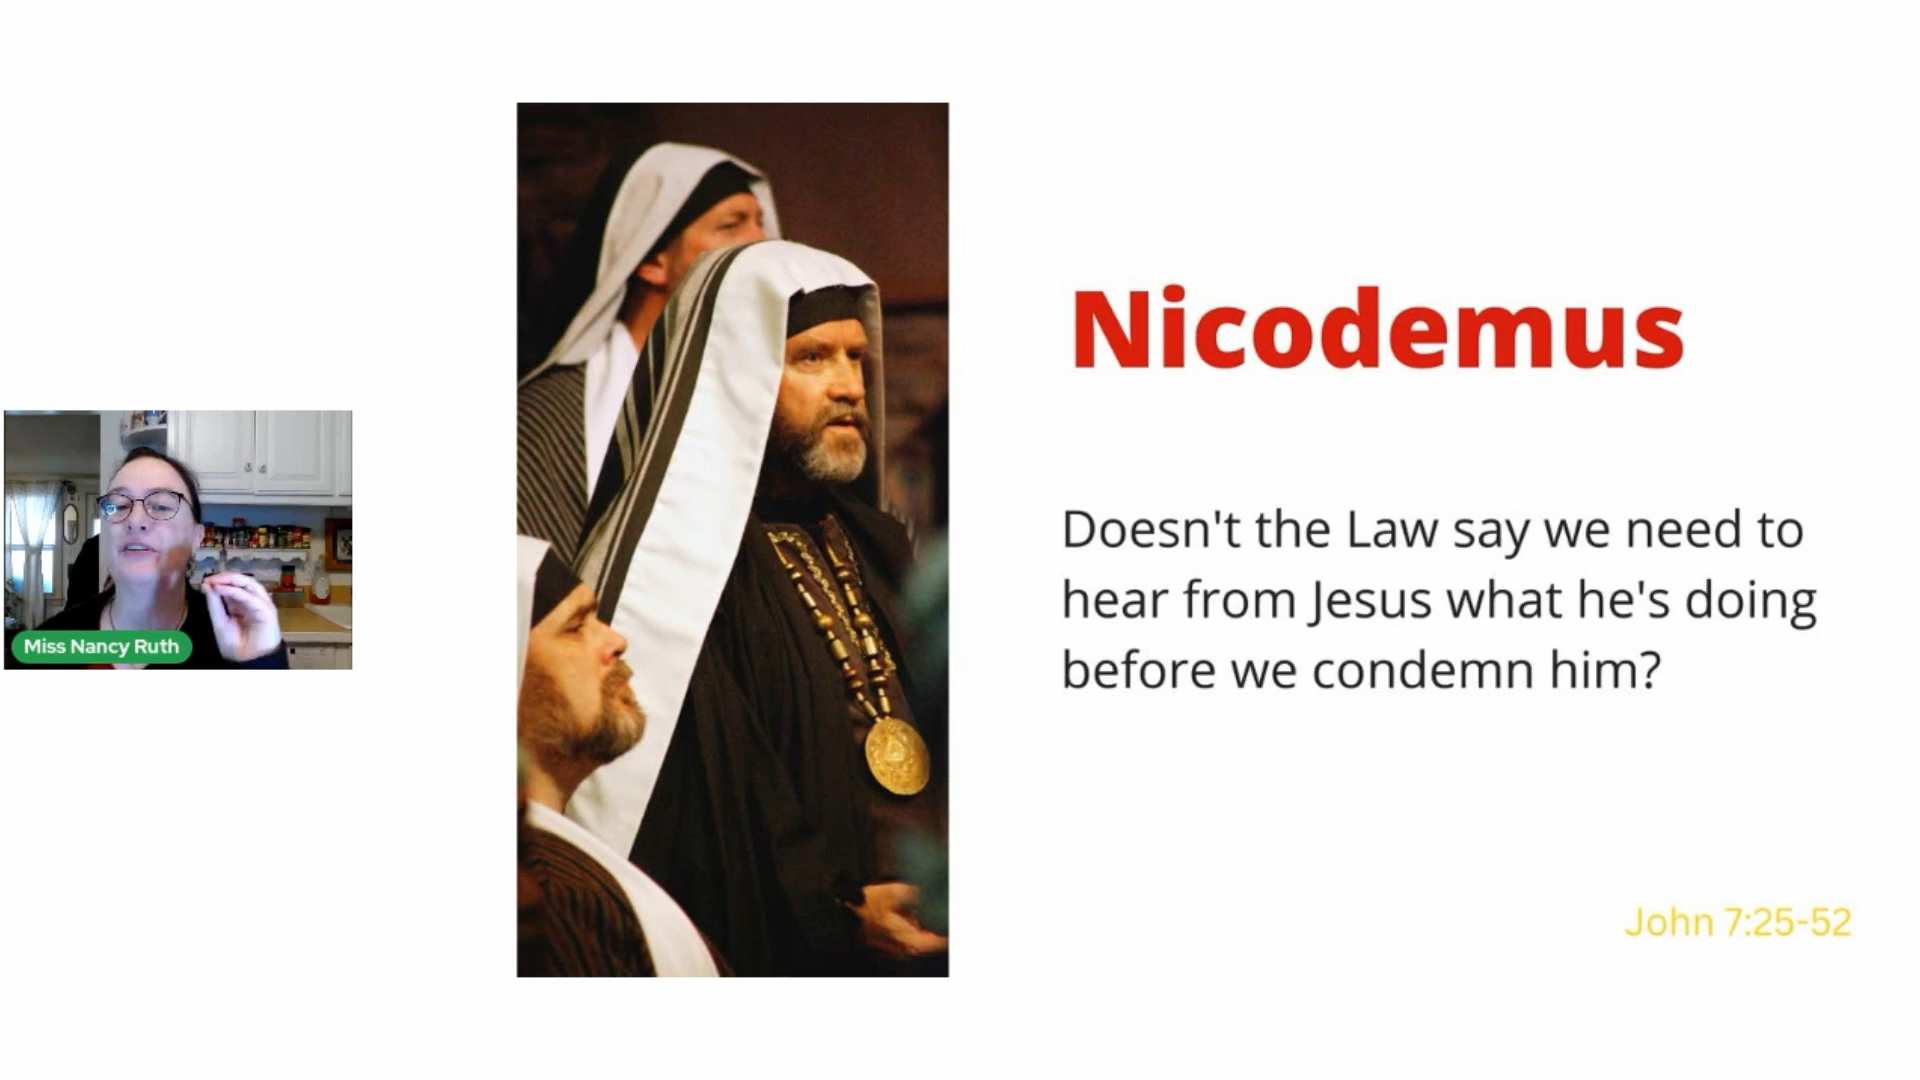 Miss Nancy Ruth
Nicodemus
Doesn't the Law say we need to
hear from Jesus what he's doing
before we condemn him?
John 7:25-52